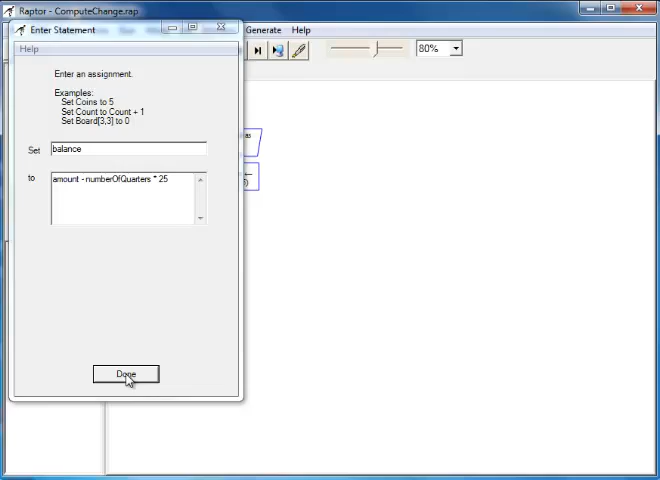 Raptor - ComputeChange.rap
Enter Statement
Generate Help
Help
80%
Enter an assignment.
Examples:
Set Coins to 5
Set Count to Count + 1
Set Board[3,3] to 0
Set balance
to amount - numberOfQuarters * 25
Done